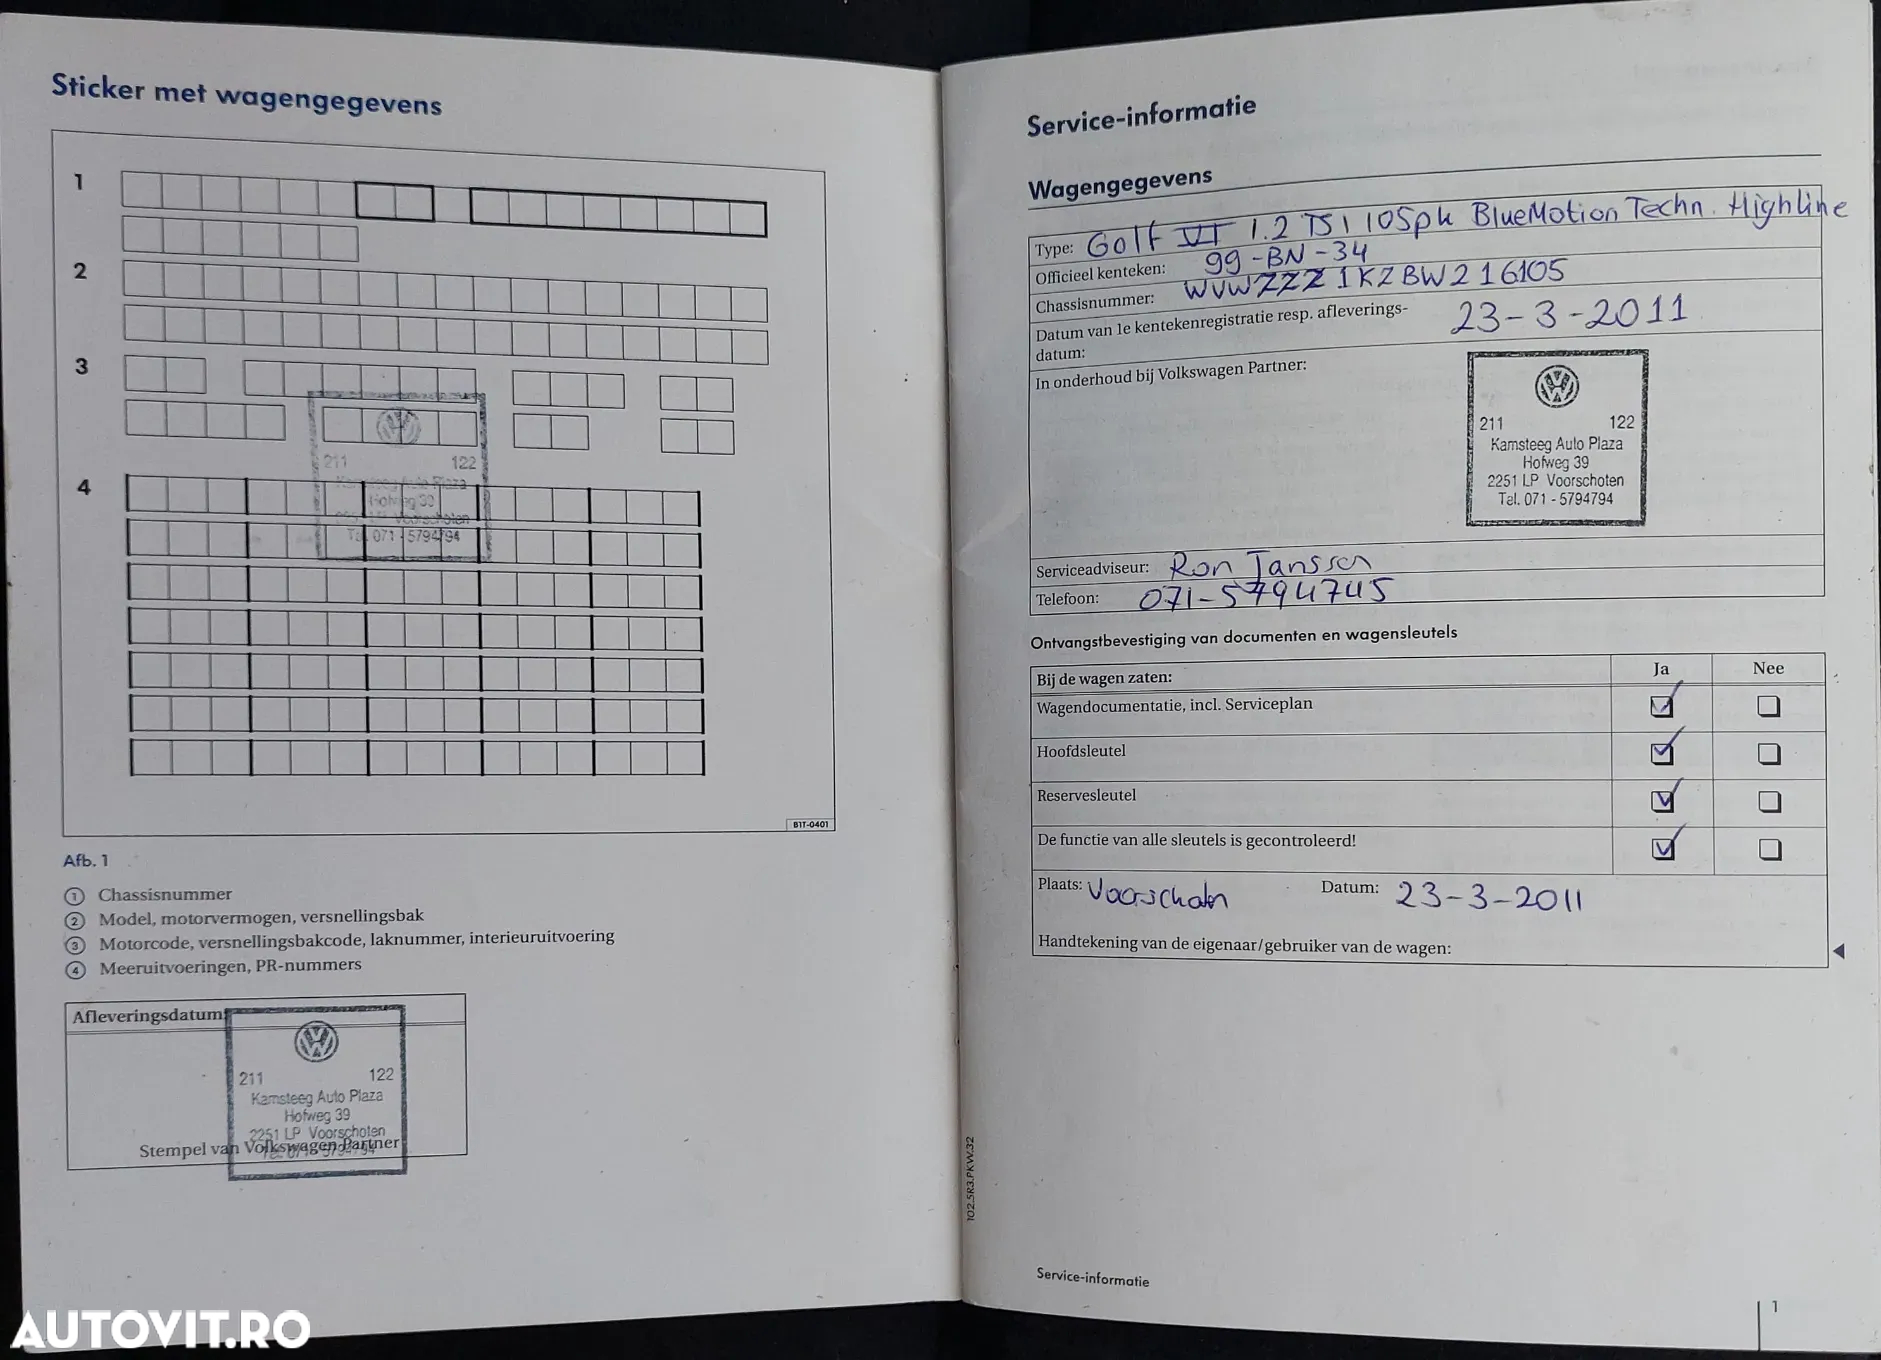 Sticker met wagengegevens
1
2
3
4
211 122
Hofweg 39
Tel. 071 - 5794794
B1T-0401
Afb. 1
1 Chassisnummer
2 Model, motorvermogen, versnellingsbak
3 Motorcode, versnellingsbakcode, laknummer, interieuruitvoering
4 Meeruitvoeringen, PR-nummers
Afleveringsdatum:
211 122
Kamsteeg Auto Plaza
Hofweg 39
2251 LP Voorschoten
Tel. 071 - 5794794
Stempel van Volkswagen Partner
AUTOVIT.RO
102.5R3.PKW.32
Service-informatie
Wagengegevens
Type: Golf VI 1.2 TSI 105pk BlueMotion Techn. Highline
Officieel kenteken: 99-BN-34
Chassisnummer: WVWZZZ1KZBW216105
Datum van 1e kentekenregistratie resp. afleverings-
datum: 23-3-2011
In onderhoud bij Volkswagen Partner:
211 122
Kamsteeg Auto Plaza
Hofweg 39
2251 LP Voorschoten
Tel. 071 - 5794794
Serviceadviseur: Ron Janssen
Telefoon: 071-5794745
Ontvangstbevestiging van documenten en wagensleutels
Bij de wagen zaten: Ja Nee
Wagendocumentatie, incl. Serviceplan
Hoofdsleutel
Reservesleutel
De functie van alle sleutels is gecontroleerd!
Plaats: Voorschoten Datum: 23-3-2011
Handtekening van de eigenaar/gebruiker van de wagen:
Service-informatie
1